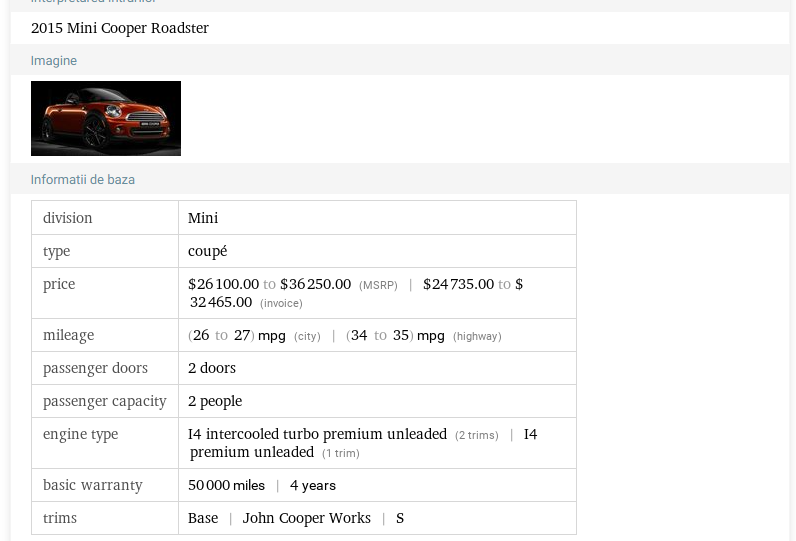 Interpretarea intrărilor
2015 Mini Cooper Roadster
Imagine
Informatii de baza
division Mini
type coupé
price $26100.00 to $36250.00 (MSRP) | $24735.00 to $
32465.00 (invoice)
mileage (26 to 27) mpg (city) | (34 to 35) mpg (highway)
passenger doors 2 doors
passenger capacity 2 people
engine type I4 intercooled turbo premium unleaded (2 trims) | I4
premium unleaded (1 trim)
basic warranty 50000 miles | 4 years
trims Base | John Cooper Works | S